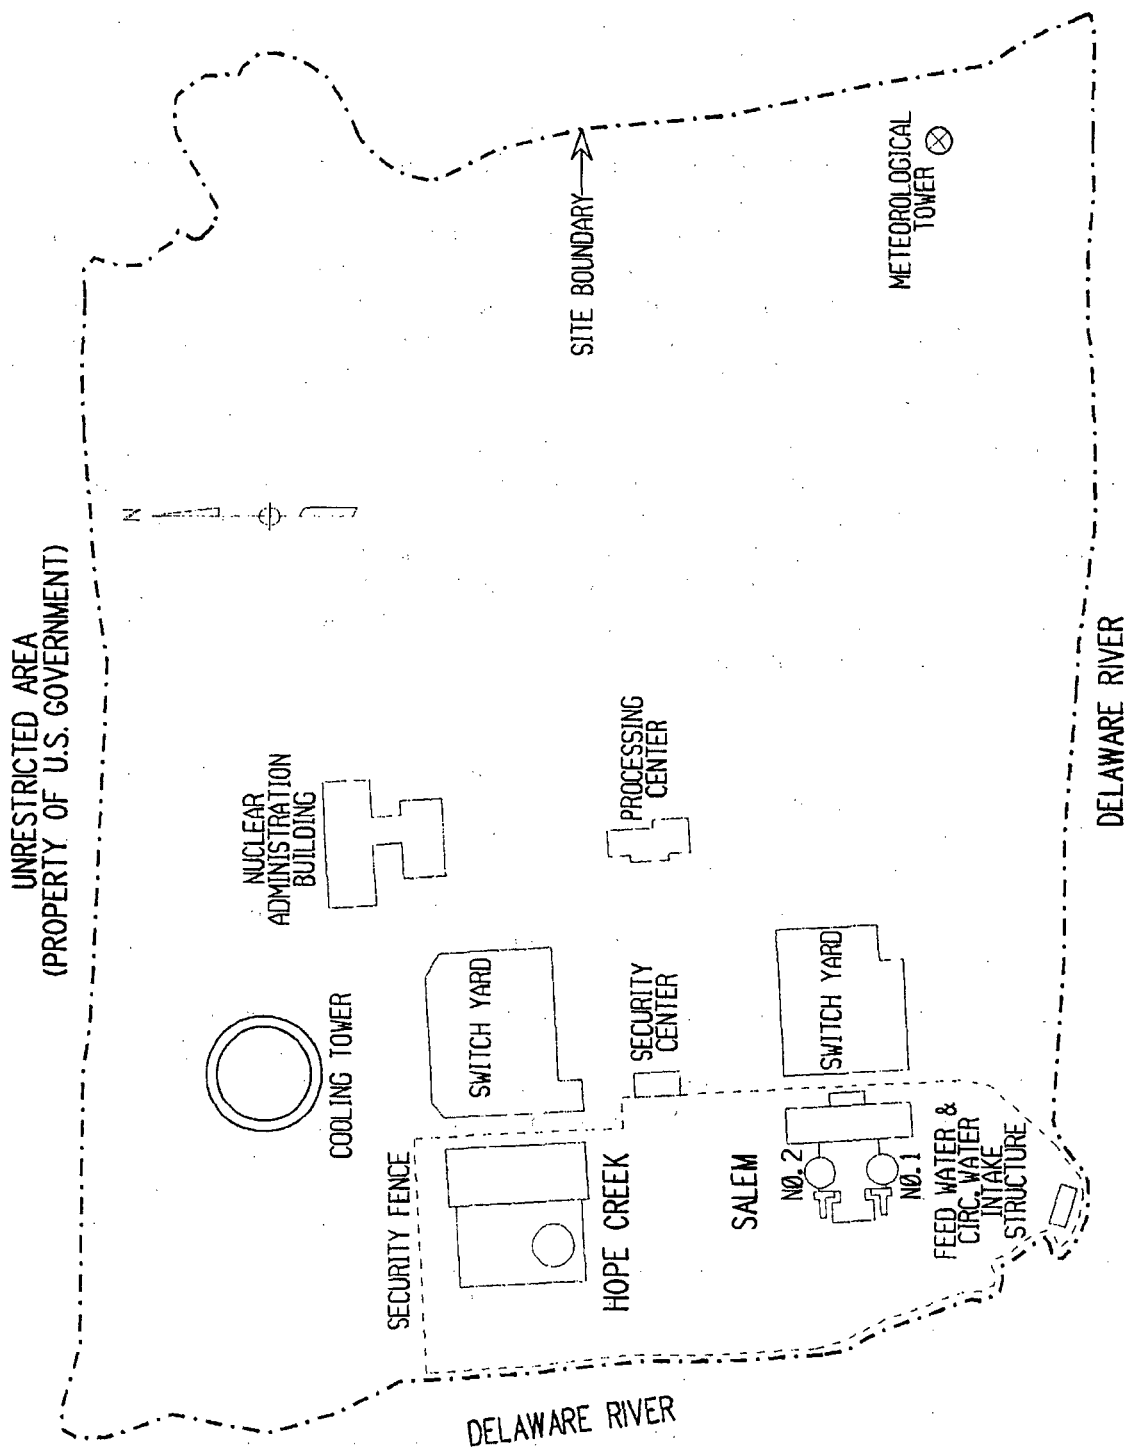 UNRESTRICTED AREA
(PROPERTY OF U.S. GOVERNMENT)
N
NUCLEAR
ADMINISTRATION
BUILDING
COOLING TOWER
SWITCH YARD
SECURITY FENCE
HOPE CREEK
PROCESSING
CENTER
SECURITY
CENTER
SITE BOUNDARY
METEOROLOGICAL
TOWER
SWITCH YARD
SALEM
NØ.2
NØ.1
FEED WATER &
CIRC. WATER
INTAKE
STRUCTURE
DELAWARE RIVER
DELAWARE RIVER